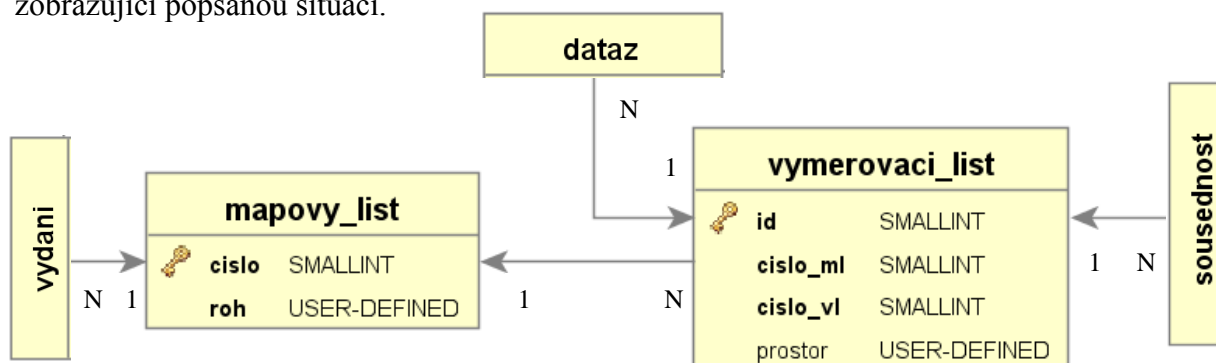 zobrazující popsanou situaci.
dataz
N
1
vydani
N 1
mapovy_list
cislo SMALLINT
roh USER-DEFINED
1
N
vymerovaci_list
id SMALLINT
cislo_ml SMALLINT
cislo_vl SMALLINT
prostor USER-DEFINED
1 N
sousednost